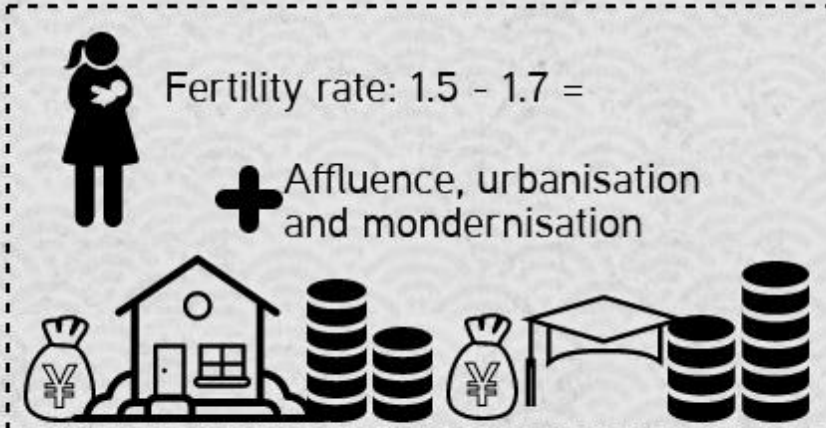 Fertility rate: 1.5 - 1.7 =
Affluence, urbanisation
and mondernisation
¥
¥